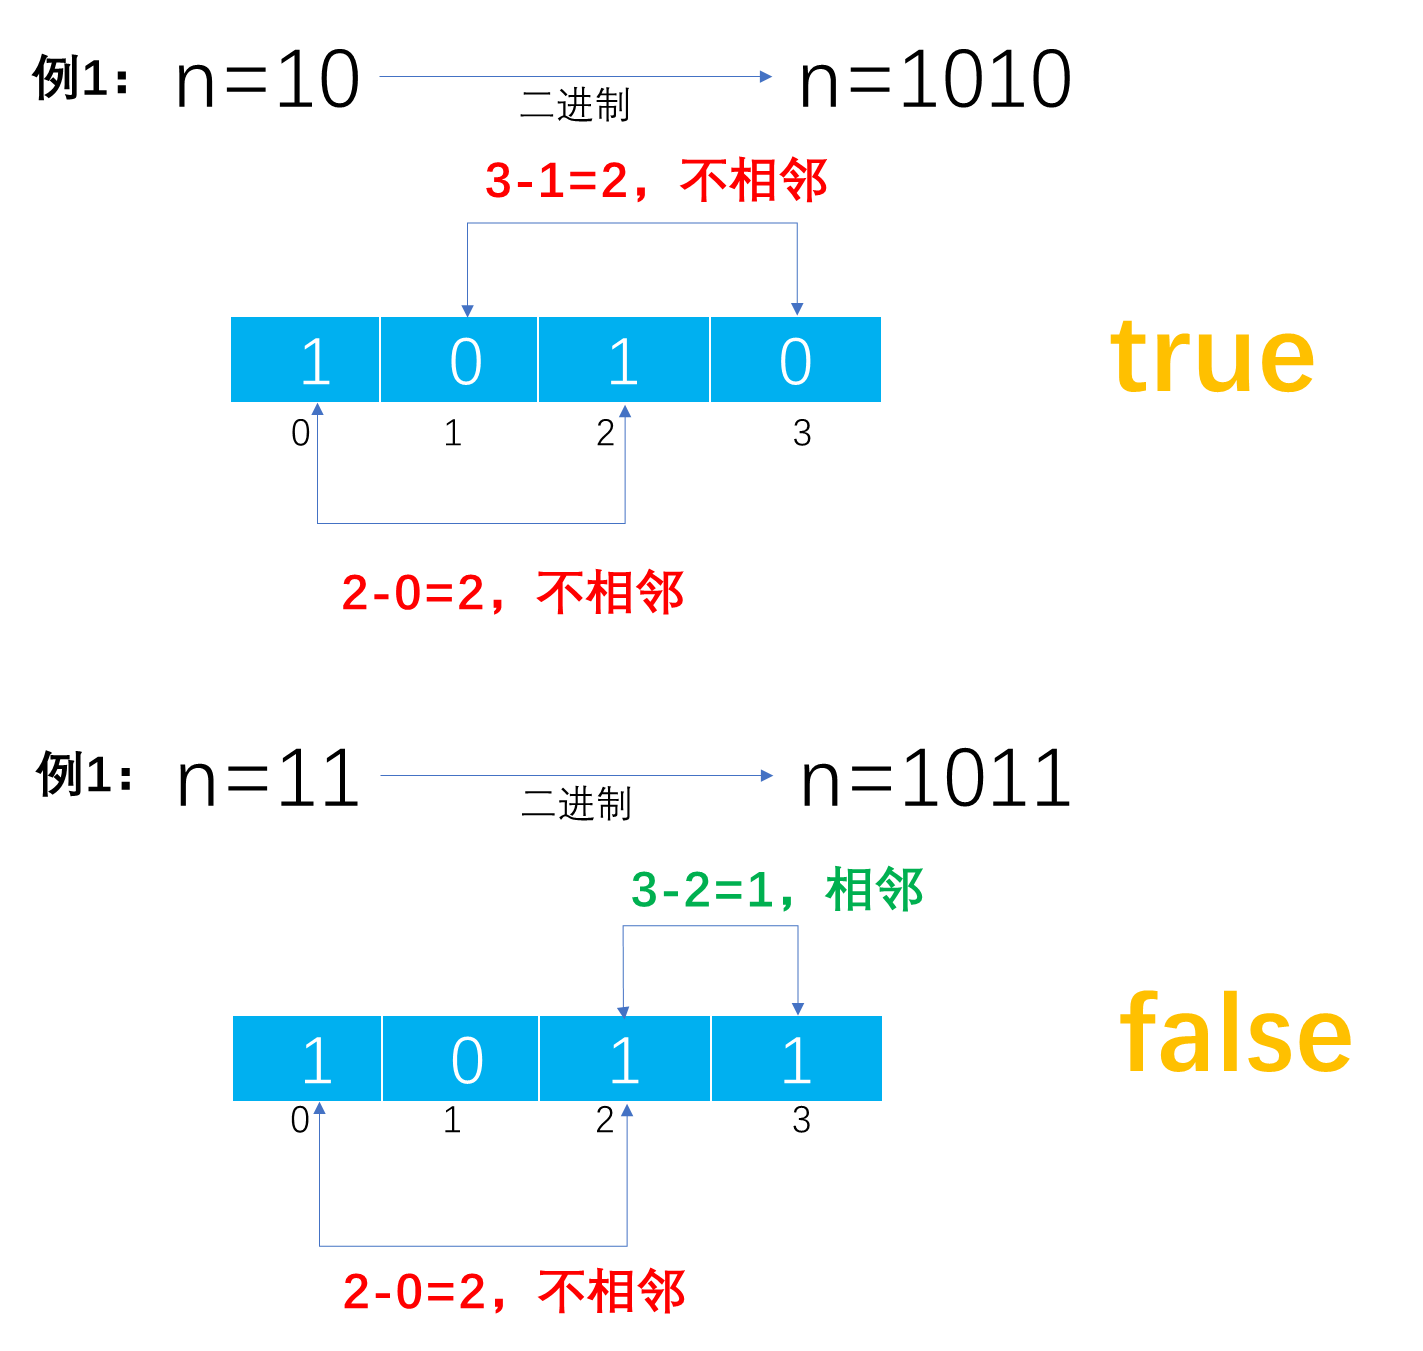 例1： n=10 二进制 n=1010
3-1=2，不相邻
1 0 1 0
true
0 1 2 3
2-0=2，不相邻
例1： n=11 二进制 n=1011
3-2=1，相邻
1 0 1 1
false
0 1 2 3
2-0=2，不相邻